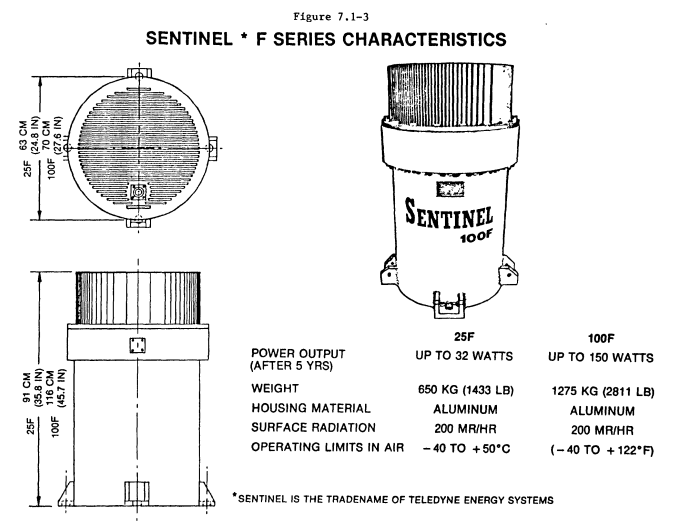 Figure 7.1-3
SENTINEL * F SERIES CHARACTERISTICS
25F 63 CM (24.8 IN)
100F 70 CM (27.6 IN)
SENTINEL
100F
25F 91 CM (35.8 IN)
100F 116 CM (45.7 IN)
25F 100F
POWER OUTPUT UP TO 32 WATTS UP TO 150 WATTS
(AFTER 5 YRS)
WEIGHT 650 KG (1433 LB) 1275 KG (2811 LB)
HOUSING MATERIAL ALUMINUM ALUMINUM
SURFACE RADIATION 200 MR/HR 200 MR/HR
OPERATING LIMITS IN AIR −40 TO +50°C (−40 TO +122°F)
*SENTINEL IS THE TRADENAME OF TELEDYNE ENERGY SYSTEMS